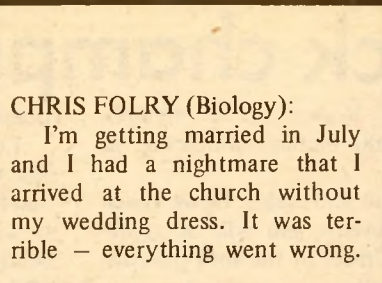 CHRIS FOLRY (Biology):
I'm getting married in July
and I had a nightmare that I
arrived at the church without
my wedding dress. It was ter-
rible — everything went wrong.